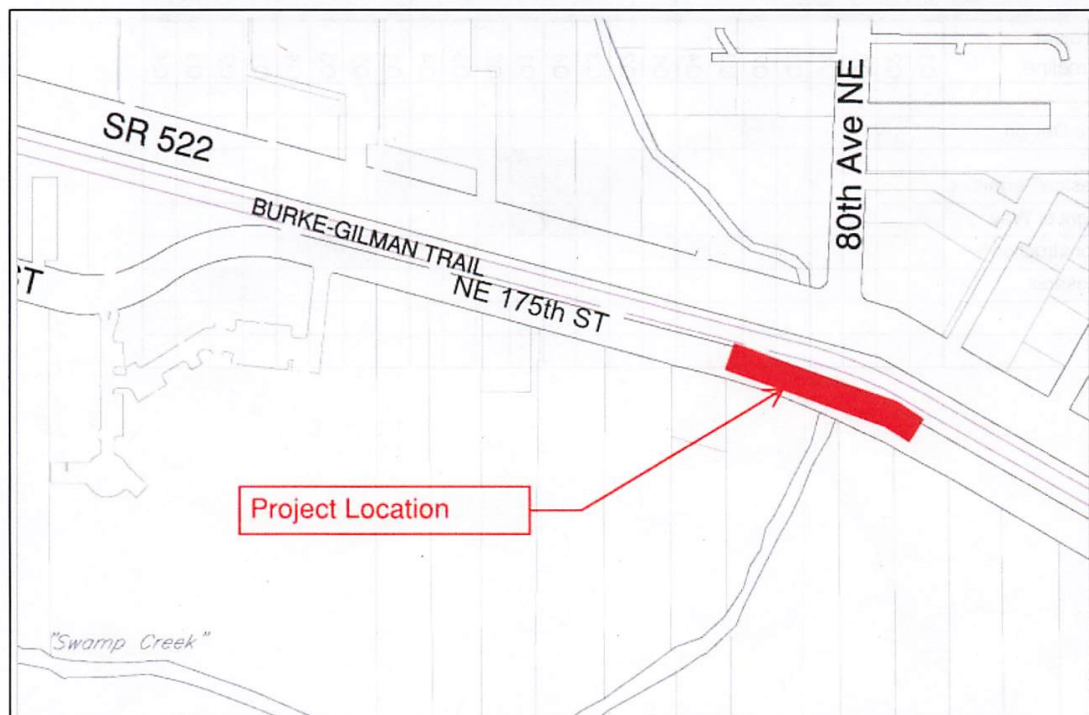 SR 522
80th Ave NE
BURKE-GILMAN TRAIL
NE 175th ST
Project Location
"Swamp Creek"